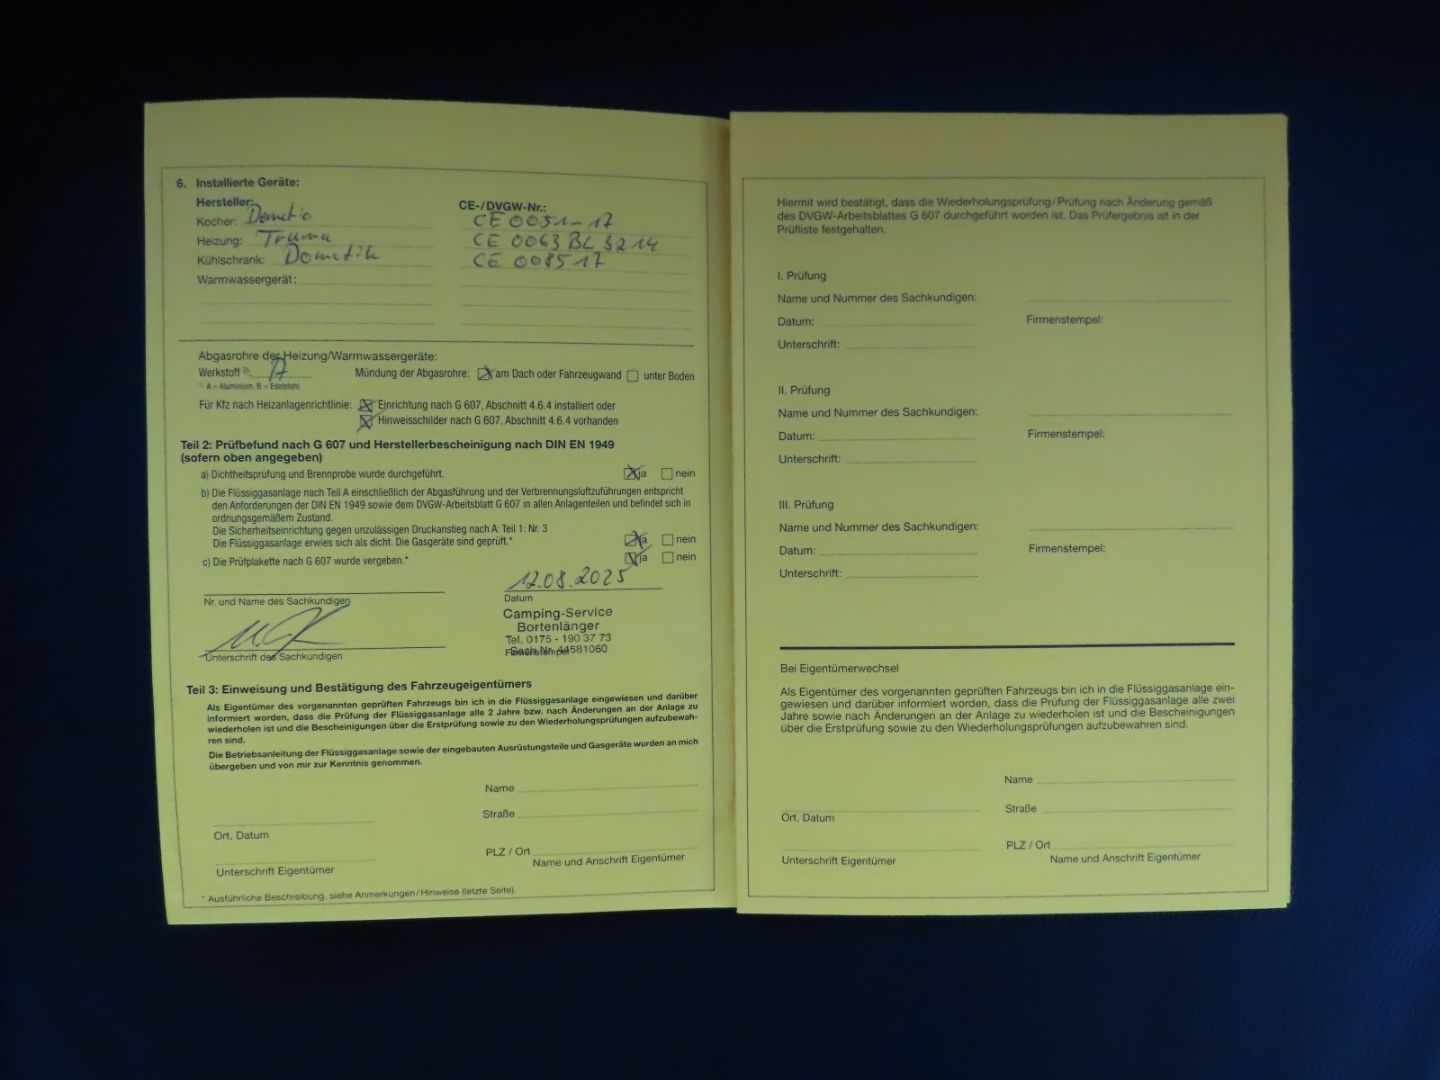 6. Installierte Geräte:
Hersteller: CE-/DVGW-Nr.:
Kocher: Dometic CE 0051-17
Heizung: Truma CE 0063 BL 3214
Kühlschrank: Dometik CE 008517
Warmwassergerät:
Abgasrohre der Heizung/Warmwassergeräte:
Werkstoff ²⁾: A Mündung der Abgasrohre: ☒ am Dach oder Fahrzeugwand ☐ unter Boden
²⁾ A = Aluminium, B = Edelstahl
Für Kfz nach Heizanlagenrichtlinie: ☒ Einrichtung nach G 607, Abschnitt 4.6.4 installiert oder
☒ Hinweisschilder nach G 607, Abschnitt 4.6.4 vorhanden
Teil 2: Prüfbefund nach G 607 und Herstellerbescheinigung nach DIN EN 1949
(sofern oben angegeben)
a) Dichtheitsprüfung und Brennprobe wurde durchgeführt. ☒ ja ☐ nein
b) Die Flüssiggasanlage nach Teil A einschließlich der Abgasführung und der Verbrennungsluftzuführungen entspricht
den Anforderungen der DIN EN 1949 sowie dem DVGW-Arbeitsblatt G 607 in allen Anlagenteilen und befindet sich in
ordnungsgemäßem Zustand.
Die Sicherheitseinrichtung gegen unzulässigen Druckanstieg nach A: Teil 1: Nr. 3
Die Flüssiggasanlage erwies sich als dicht. Die Gasgeräte sind geprüft.* ☒ ja ☐ nein
c) Die Prüfplakette nach G 607 wurde vergeben.* ☒ ja ☐ nein
12.08.2025
Nr. und Name des Sachkundigen Datum
Camping-Service
Bortenlänger
Tel. 0175 - 190 37 73
Sach.Nr. 44581060
Unterschrift des Sachkundigen Firmenstempel
Teil 3: Einweisung und Bestätigung des Fahrzeugeigentümers
Als Eigentümer des vorgenannten geprüften Fahrzeugs bin ich in die Flüssiggasanlage eingewiesen und darüber
informiert worden, dass die Prüfung der Flüssiggasanlage alle 2 Jahre bzw. nach Änderungen an der Anlage zu
wiederholen ist und die Bescheinigungen über die Erstprüfung sowie zu den Wiederholungsprüfungen aufzubewah-
ren sind.
Die Betriebsanleitung der Flüssiggasanlage sowie der eingebauten Ausrüstungsteile und Gasgeräte wurden an mich
übergeben und von mir zur Kenntnis genommen.
Name
Straße
Ort, Datum
PLZ / Ort
Unterschrift Eigentümer Name und Anschrift Eigentümer
* Ausführliche Beschreibung, siehe Anmerkungen/Hinweise (letzte Seite).
Hiermit wird bestätigt, dass die Wiederholungsprüfung/Prüfung nach Änderung gemäß
des DVGW-Arbeitsblattes G 607 durchgeführt worden ist. Das Prüfergebnis ist in der
Prüfliste festgehalten.
I. Prüfung
Name und Nummer des Sachkundigen:
Datum: Firmenstempel:
Unterschrift:
II. Prüfung
Name und Nummer des Sachkundigen:
Datum: Firmenstempel:
Unterschrift:
III. Prüfung
Name und Nummer des Sachkundigen:
Datum: Firmenstempel:
Unterschrift:
Bei Eigentümerwechsel
Als Eigentümer des vorgenannten geprüften Fahrzeugs bin ich in die Flüssiggasanlage ein-
gewiesen und darüber informiert worden, dass die Prüfung der Flüssiggasanlage alle zwei
Jahre sowie nach Änderungen an der Anlage zu wiederholen ist und die Bescheinigungen
über die Erstprüfung sowie zu den Wiederholungsprüfungen aufzubewahren sind.
Name
Straße
Ort, Datum
PLZ / Ort
Unterschrift Eigentümer Name und Anschrift Eigentümer